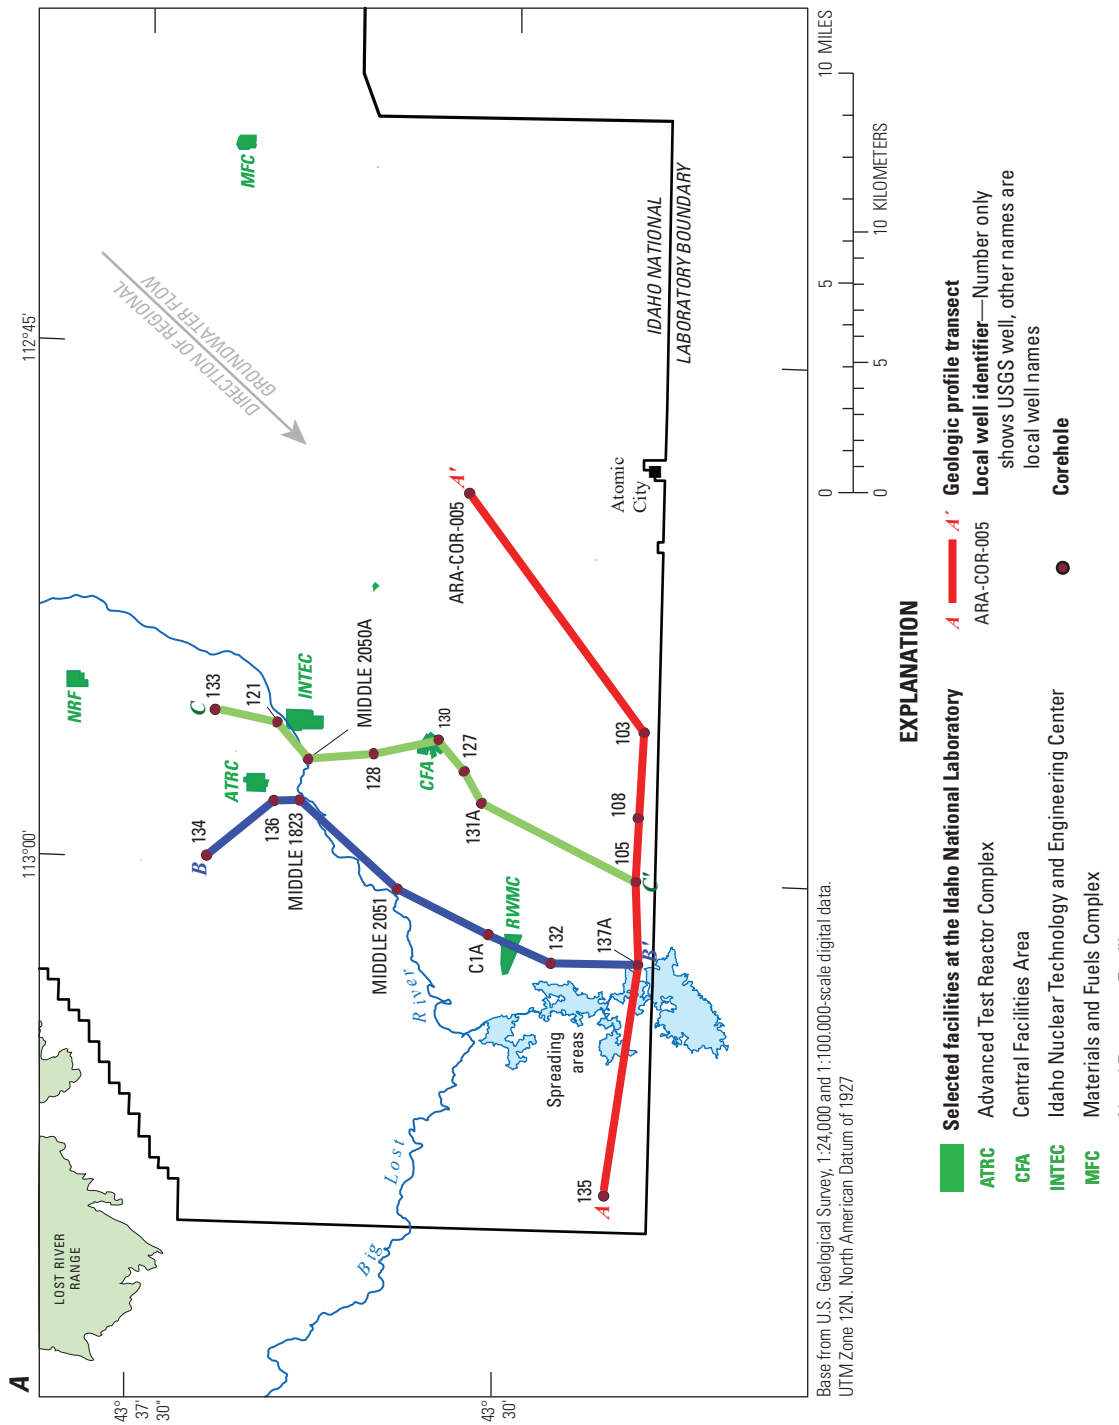 A
LOST RIVER
RANGE
43°
37'
30"
43°
30'
113°00'
112°45'
NRF
MFC
DIRECTION OF REGIONAL
GROUNDWATER FLOW
B
134
ATRC
136
MIDDLE 1823
C
133
121
INTEC
MIDDLE 2050A
128
CFA
130
127
131A
MIDDLE 2051
C1A
RWMC
132
137A
B'
105
C'
108
103
ARA-COR-005
A'
135
A
Big Lost River
Spreading
areas
Atomic
City
IDAHO NATIONAL
LABORATORY BOUNDARY
Base from U.S. Geological Survey, 1:24,000 and 1:100,000-scale digital data.
UTM Zone 12N. North American Datum of 1927
0 5 10 MILES
0 5 10 KILOMETERS
EXPLANATION
Selected facilities at the Idaho National Laboratory
ATRC Advanced Test Reactor Complex
CFA Central Facilities Area
INTEC Idaho Nuclear Technology and Engineering Center
MFC Materials and Fuels Complex
A A' Geologic profile transect
ARA-COR-005 Local well identifier—Number only
shows USGS well, other names are
local well names
Corehole